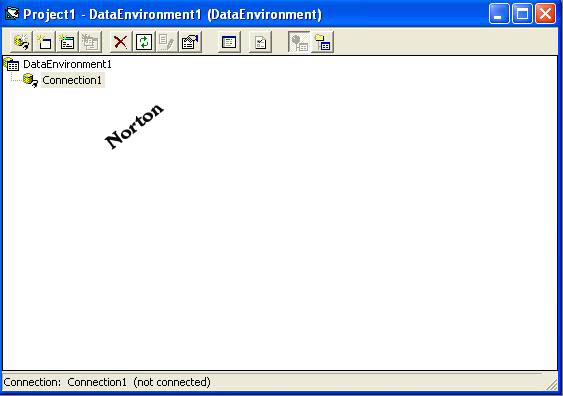 Project1 - DataEnvironment1 (DataEnvironment)
DataEnvironment1
Connection1
Norton
Connection: Connection1 (not connected)